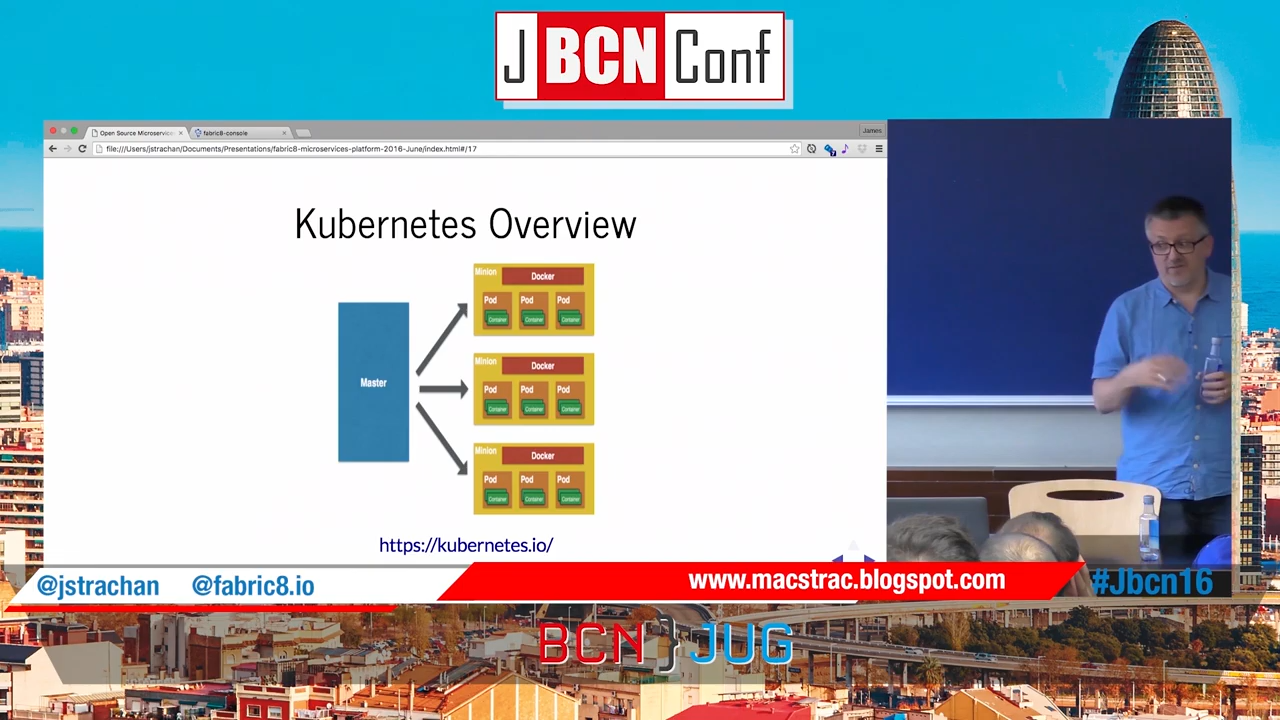 J BCN Conf
Open Source Microservice
fabric8-console
James
file:///Users/jstrachan/Documents/Presentations/fabric8-microservices-platform-2016-June/index.html#/17
Kubernetes Overview
Master
Minion
Docker
Pod
Pod
Pod
Container
Container
Container
Minion
Docker
Pod
Pod
Pod
Container
Container
Container
Minion
Docker
Pod
Pod
Pod
Container
Container
Container
https://kubernetes.io/
@jstrachan
@fabric8.io
www.macstrac.blogspot.com
#Jbcn16
BCN JUG